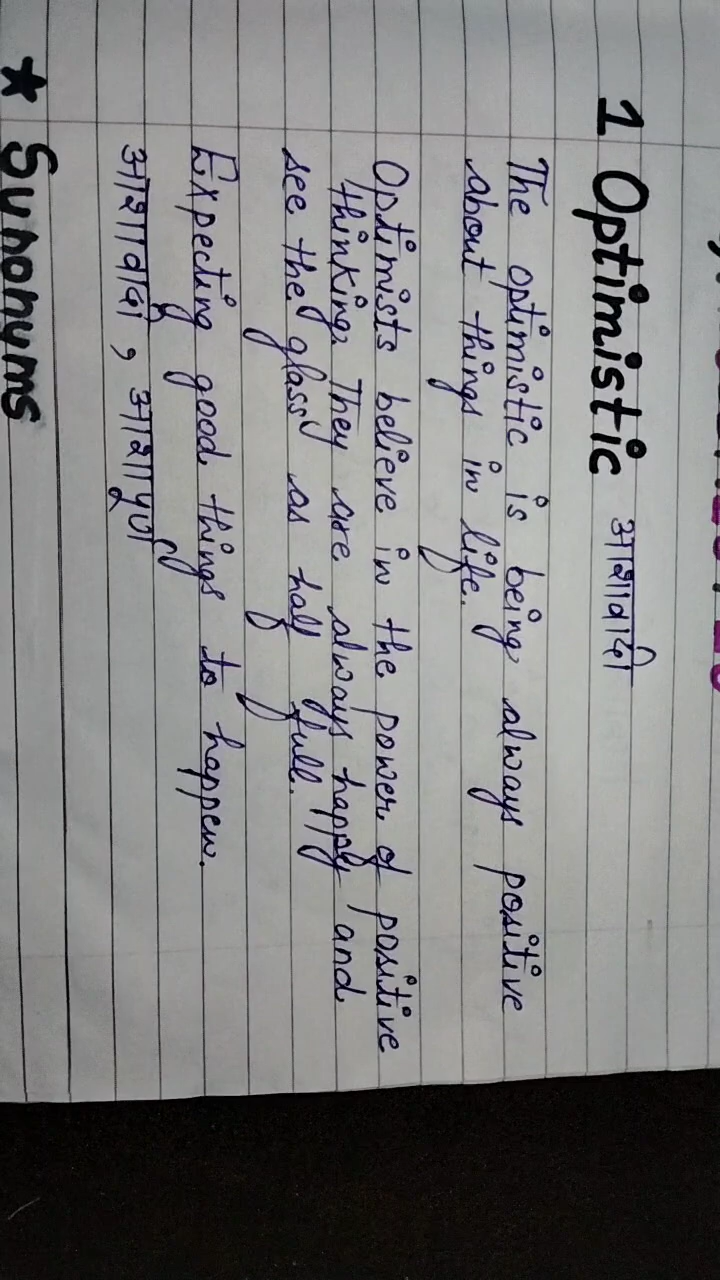 1 Optimistic आशावादी
The optimistic is being always positive
about things in life.
Optimists believe in the power of positive
thinking. They are always happy and
see the glass as half full.
Expecting good things to happen.
आशावादी, आशापूर्ण
* Synonyms